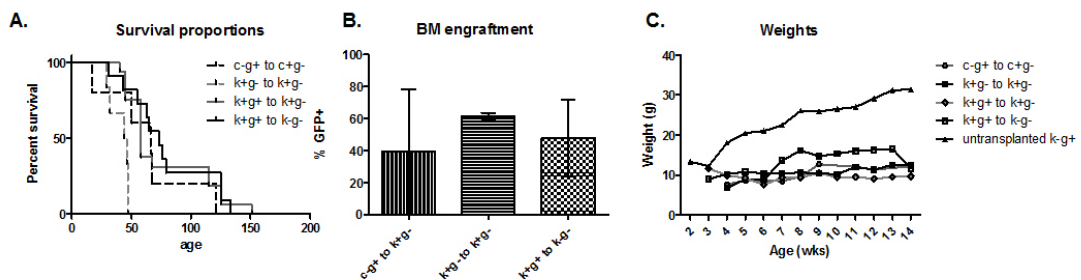 A.
Survival proportions
Percent survival
100
50
0
0
50
100
150
200
age
c-g+ to c+g-
k+g- to k+g-
k+g+ to k+g-
k+g+ to k-g-
B.
BM engraftment
% GFP+
100
80
60
40
20
0
c-g+ to k+g-
k+g- to k+g-
k+g+ to k-g-
C.
Weights
Weight (g)
40
30
20
10
0
2
3
4
5
6
7
8
9
10
11
12
13
14
Age (wks)
c-g+ to c+g-
k+g- to k+g-
k+g+ to k+g-
k+g+ to k-g-
untransplanted k-g+